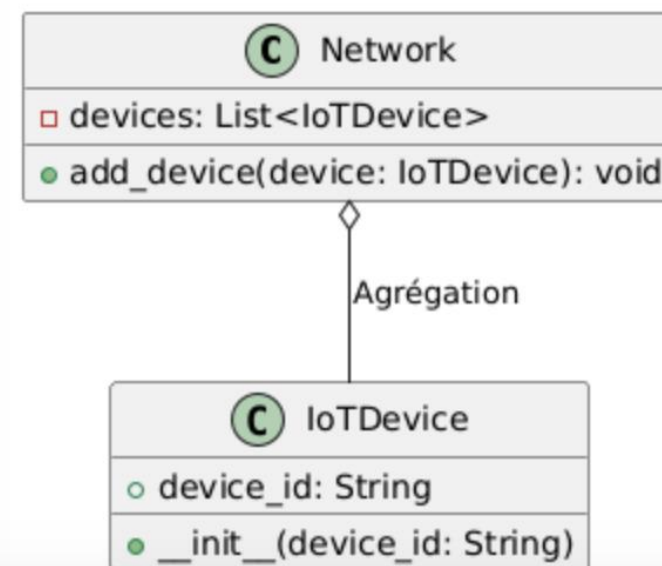 C Network
devices: List<IoTDevice>
add_device(device: IoTDevice): void
Agrégation
C IoTDevice
device_id: String
__init__(device_id: String)